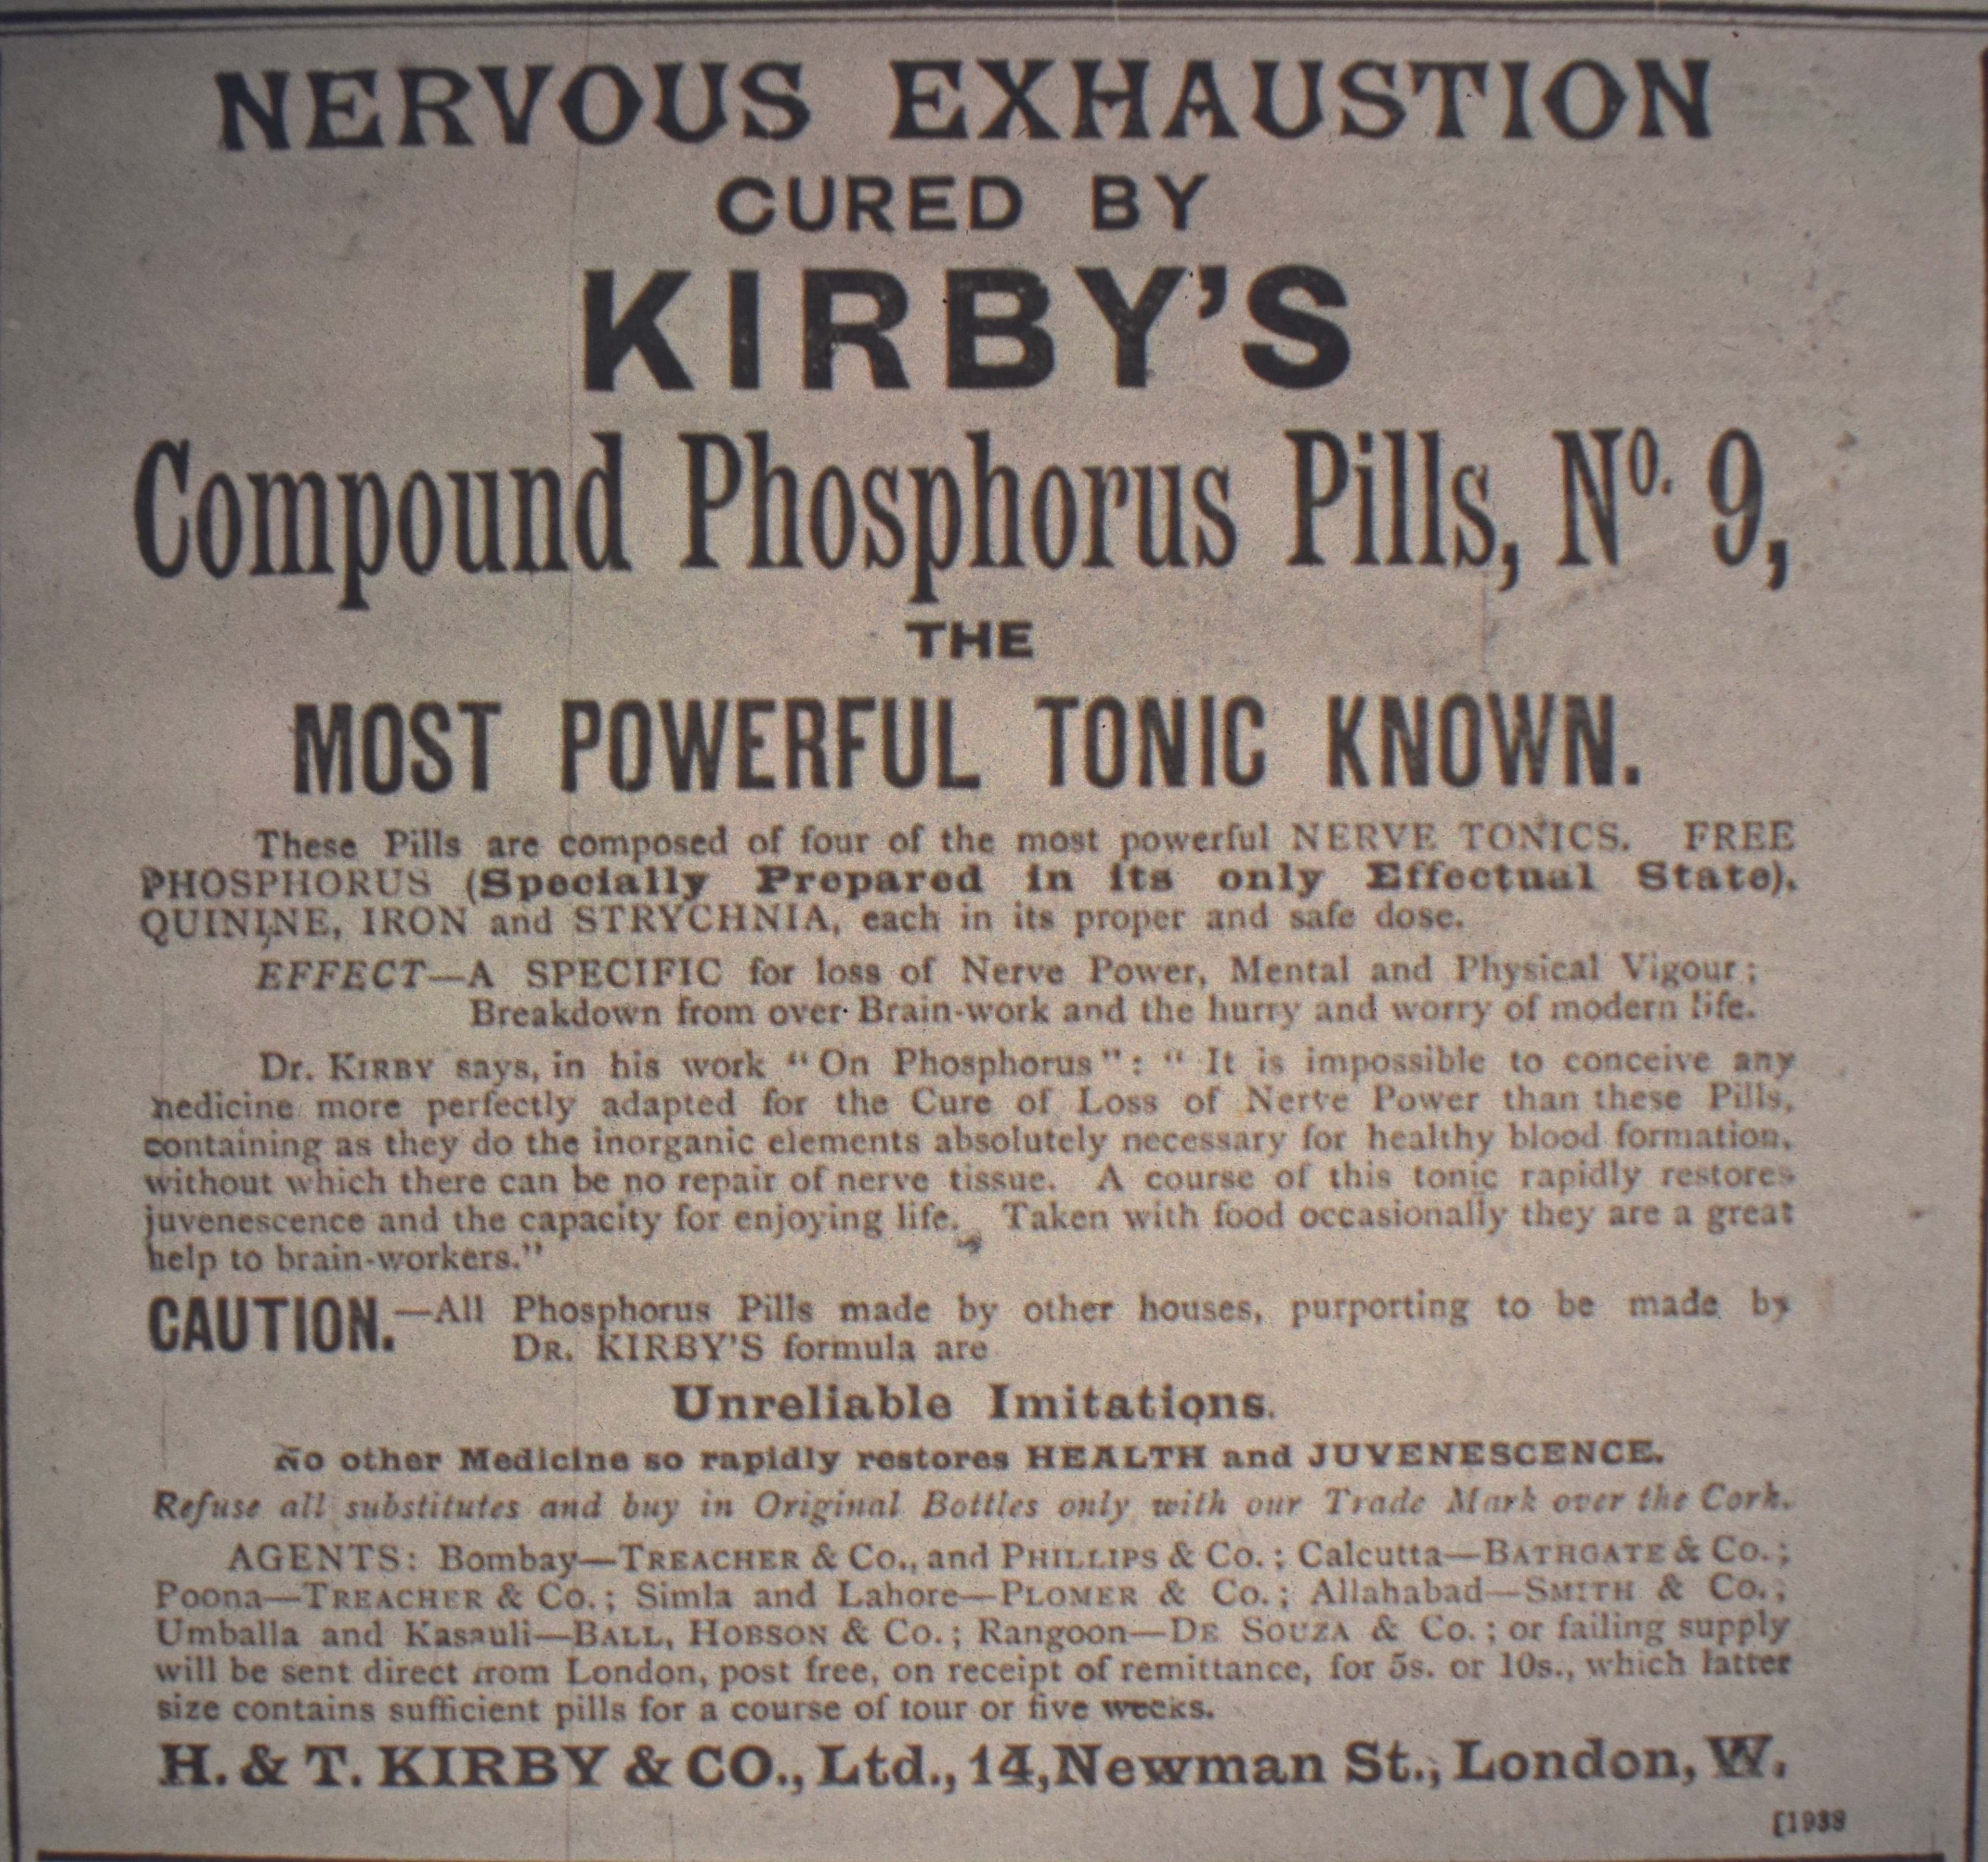 NERVOUS EXHAUSTION
CURED BY
KIRBY'S
Compound Phosphorus Pills, No. 9,
THE
MOST POWERFUL TONIC KNOWN.
These Pills are composed of four of the most powerful NERVE TONICS. FREE
PHOSPHORUS (Specially Prepared in its only Effectual State).
QUININE, IRON and STRYCHNIA, each in its proper and safe dose.
EFFECT—A SPECIFIC for loss of Nerve Power, Mental and Physical Vigour;
Breakdown from over Brain-work and the hurry and worry of modern life.
Dr. KIRBY says, in his work "On Phosphorus": "It is impossible to conceive any
medicine more perfectly adapted for the Cure of Loss of Nerve Power than these Pills,
containing as they do the inorganic elements absolutely necessary for healthy blood formation,
without which there can be no repair of nerve tissue. A course of this tonic rapidly restores
juvenescence and the capacity for enjoying life. Taken with food occasionally they are a great
help to brain-workers."
CAUTION.—All Phosphorus Pills made by other houses, purporting to be made by
DR. KIRBY'S formula are
Unreliable Imitations.
No other Medicine so rapidly restores HEALTH and JUVENESCENCE.
Refuse all substitutes and buy in Original Bottles only with our Trade Mark over the Cork.
AGENTS: Bombay—TREACHER & Co., and PHILLIPS & Co.; Calcutta—BATHGATE & Co.;
Poona—TREACHER & Co.; Simla and Lahore—PLOMER & Co.; Allahabad—SMITH & Co.;
Umballa and Kasauli—BALL, HOBSON & Co.; Rangoon—DE SOUZA & Co.; or failing supply
will be sent direct from London, post free, on receipt of remittance, for 5s. or 10s., which latter
size contains sufficient pills for a course of four or five weeks.
H. & T. KIRBY & CO., Ltd., 14, Newman St., London, W.
[1938